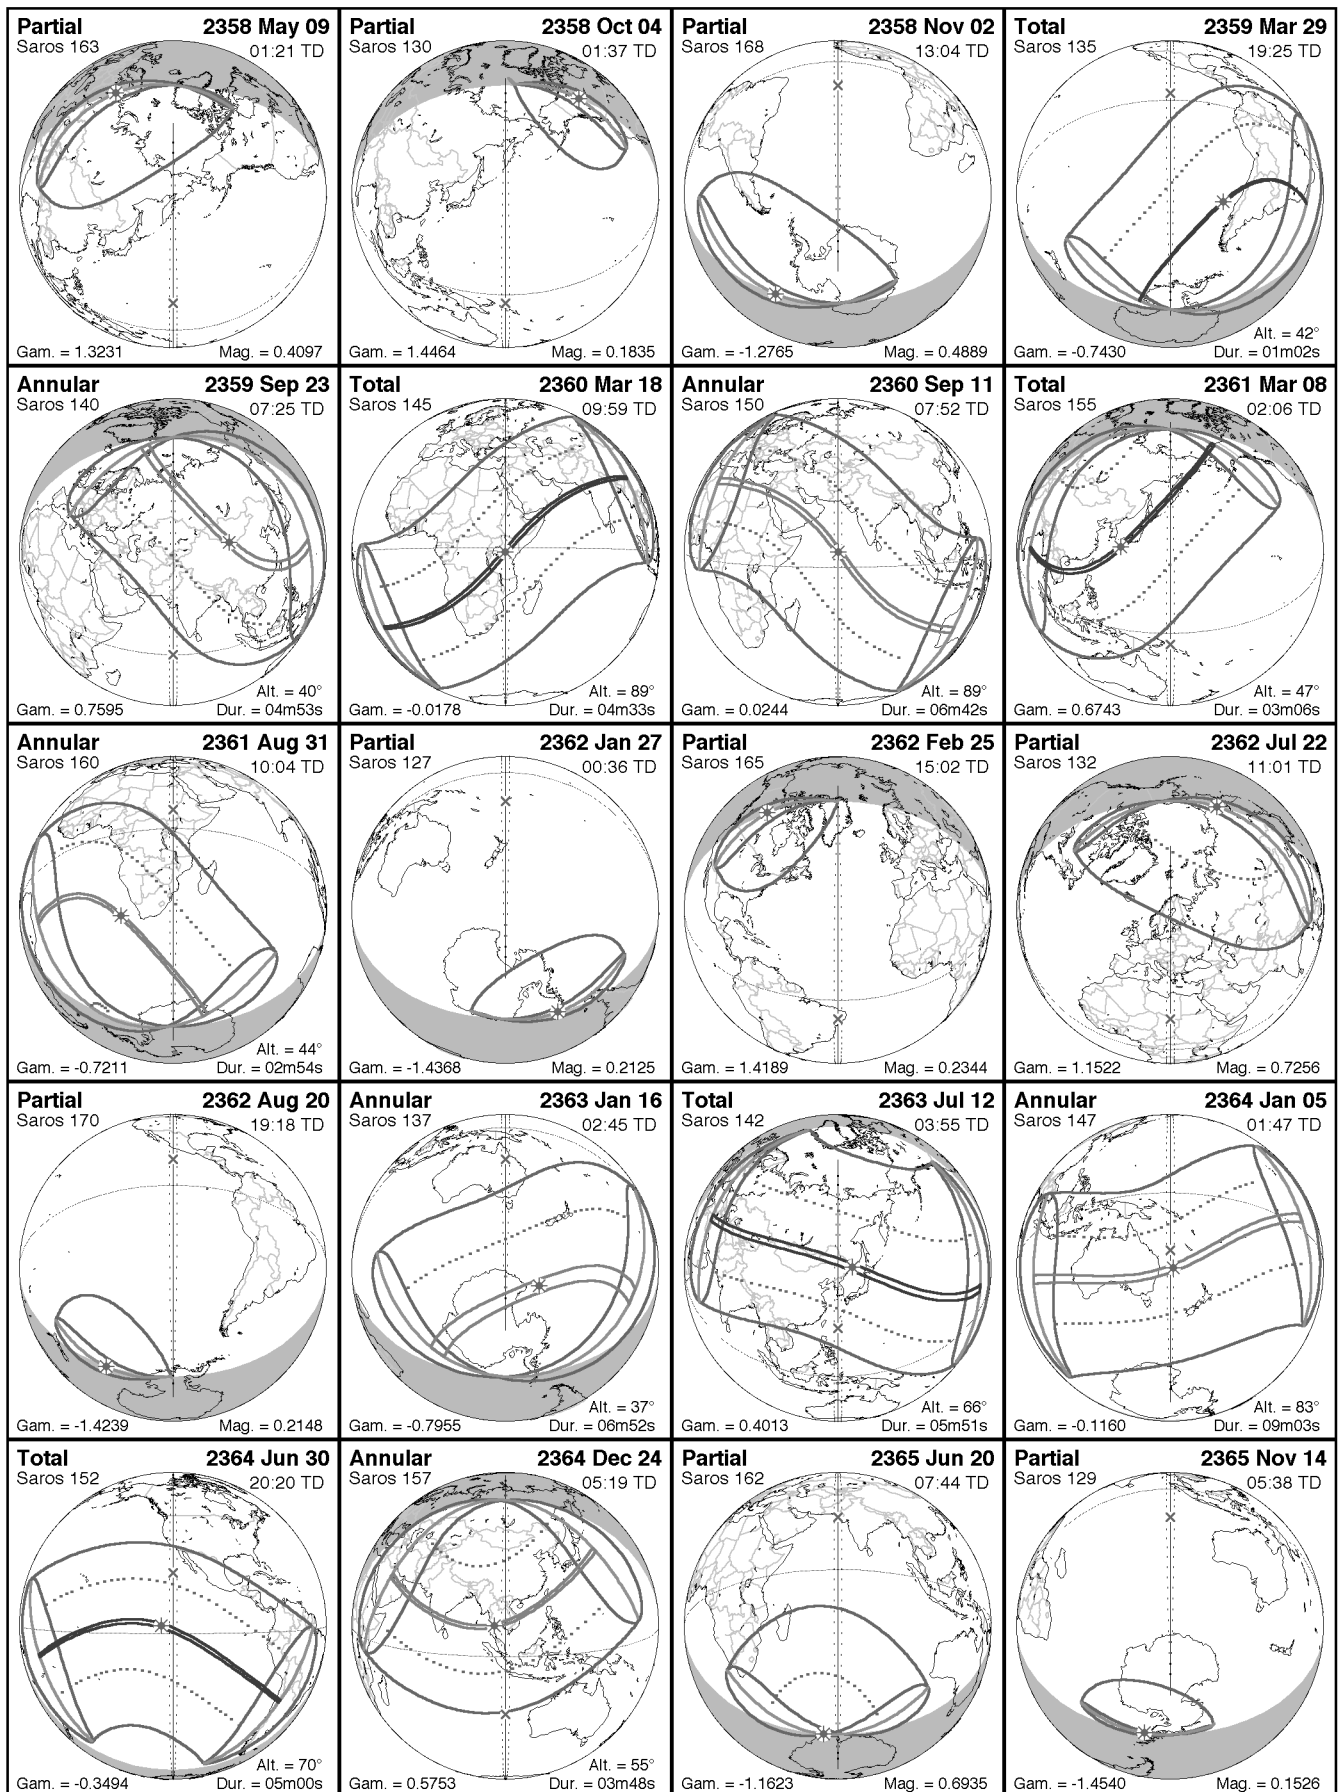 Partial 2358 May 09
Saros 163 01:21 TD
Gam. = 1.3231 Mag. = 0.4097
Partial 2358 Oct 04
Saros 130 01:37 TD
Gam. = 1.4464 Mag. = 0.1835
Partial 2358 Nov 02
Saros 168 13:04 TD
Gam. = -1.2765 Mag. = 0.4889
Total 2359 Mar 29
Saros 135 19:25 TD
Alt. = 42°
Gam. = -0.7430 Dur. = 01m02s
Annular 2359 Sep 23
Saros 140 07:25 TD
Alt. = 40°
Gam. = 0.7595 Dur. = 04m53s
Total 2360 Mar 18
Saros 145 09:59 TD
Alt. = 89°
Gam. = -0.0178 Dur. = 04m33s
Annular 2360 Sep 11
Saros 150 07:52 TD
Alt. = 89°
Gam. = 0.0244 Dur. = 06m42s
Total 2361 Mar 08
Saros 155 02:06 TD
Alt. = 47°
Gam. = 0.6743 Dur. = 03m06s
Annular 2361 Aug 31
Saros 160 10:04 TD
Alt. = 44°
Gam. = -0.7211 Dur. = 02m54s
Partial 2362 Jan 27
Saros 127 00:36 TD
Gam. = -1.4368 Mag. = 0.2125
Partial 2362 Feb 25
Saros 165 15:02 TD
Gam. = 1.4189 Mag. = 0.2344
Partial 2362 Jul 22
Saros 132 11:01 TD
Gam. = 1.1522 Mag. = 0.7256
Partial 2362 Aug 20
Saros 170 19:18 TD
Gam. = -1.4239 Mag. = 0.2148
Annular 2363 Jan 16
Saros 137 02:45 TD
Alt. = 37°
Gam. = -0.7955 Dur. = 06m52s
Total 2363 Jul 12
Saros 142 03:55 TD
Alt. = 66°
Gam. = 0.4013 Dur. = 05m51s
Annular 2364 Jan 05
Saros 147 01:47 TD
Alt. = 83°
Gam. = -0.1160 Dur. = 09m03s
Total 2364 Jun 30
Saros 152 20:20 TD
Alt. = 70°
Gam. = -0.3494 Dur. = 05m00s
Annular 2364 Dec 24
Saros 157 05:19 TD
Alt. = 55°
Gam. = 0.5753 Dur. = 03m48s
Partial 2365 Jun 20
Saros 162 07:44 TD
Gam. = -1.1623 Mag. = 0.6935
Partial 2365 Nov 14
Saros 129 05:38 TD
Gam. = -1.4540 Mag. = 0.1526